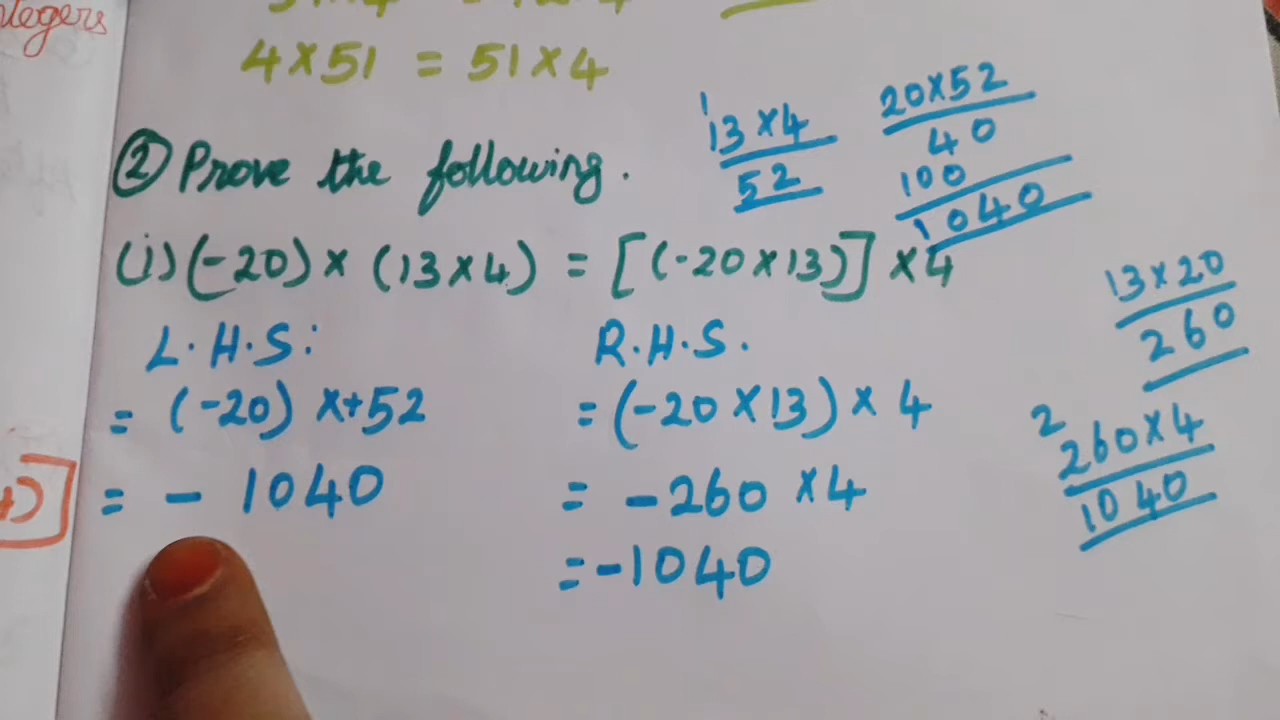 ntegers
4×51 = 51×4
② Prove the following.
(i) (-20) × (13×4) = [(-20×13)] ×4
L.H.S:
= (-20) ×+52
= - 1040
R.H.S.
= (-20 ×13) × 4
= -260 ×4
= -1040
1
13 ×4
52
20×52
40
100
1040
13×20
260
2
260×4
1040